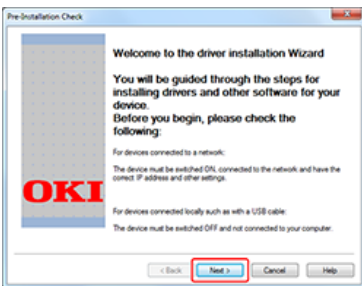 Pre-Installation Check
Welcome to the driver installation Wizard
You will be guided through the steps for
installing drivers and other software for your
device.
Before you begin, please check the
following:
For devices connected to a network:
The device must be switched ON, connected to the network and have the
correct IP address and other settings.
OKI
For devices connected locally such as with a USB cable:
The device must be switched OFF and not connected to your computer.
< Back
Next >
Cancel
Help